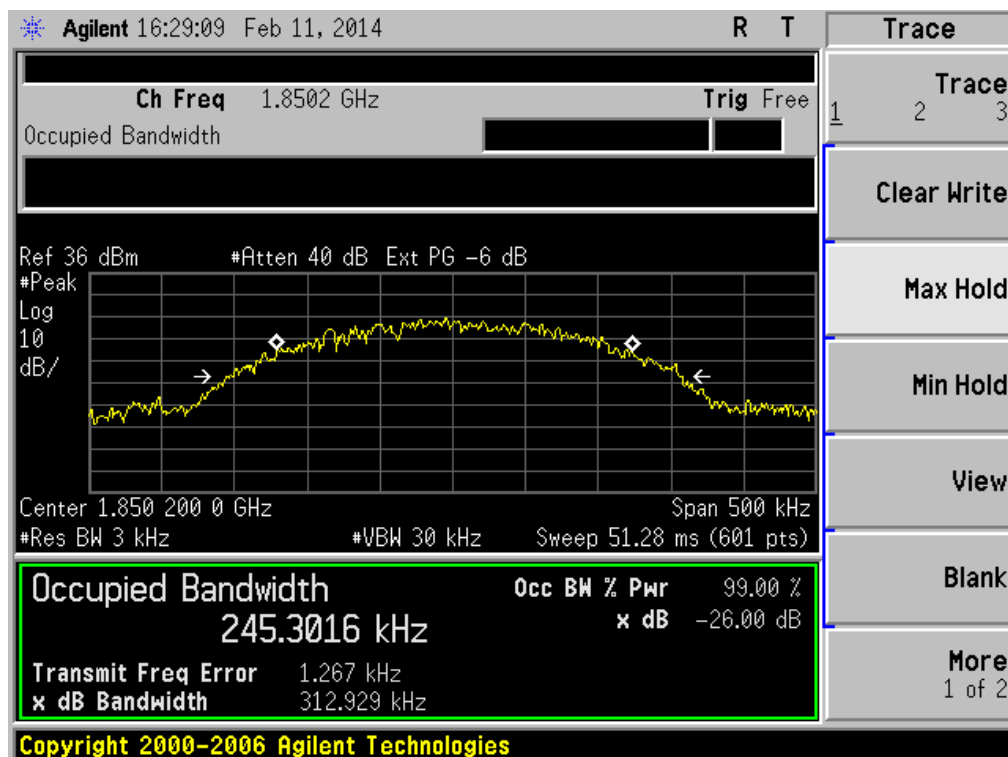 Agilent 16:29:09 Feb 11, 2014 R T
Ch Freq 1.8502 GHz Trig Free
Occupied Bandwidth
Ref 36 dBm #Atten 40 dB Ext PG -6 dB
#Peak
Log
10
dB/
Center 1.850 200 0 GHz Span 500 kHz
#Res BW 3 kHz #VBW 30 kHz Sweep 51.28 ms (601 pts)
Occupied Bandwidth Occ BW % Pwr 99.00 %
245.3016 kHz x dB -26.00 dB
Transmit Freq Error 1.267 kHz
x dB Bandwidth 312.929 kHz
Copyright 2000-2006 Agilent Technologies
Trace
Trace
1 2 3
Clear Write
Max Hold
Min Hold
View
Blank
More
1 of 2